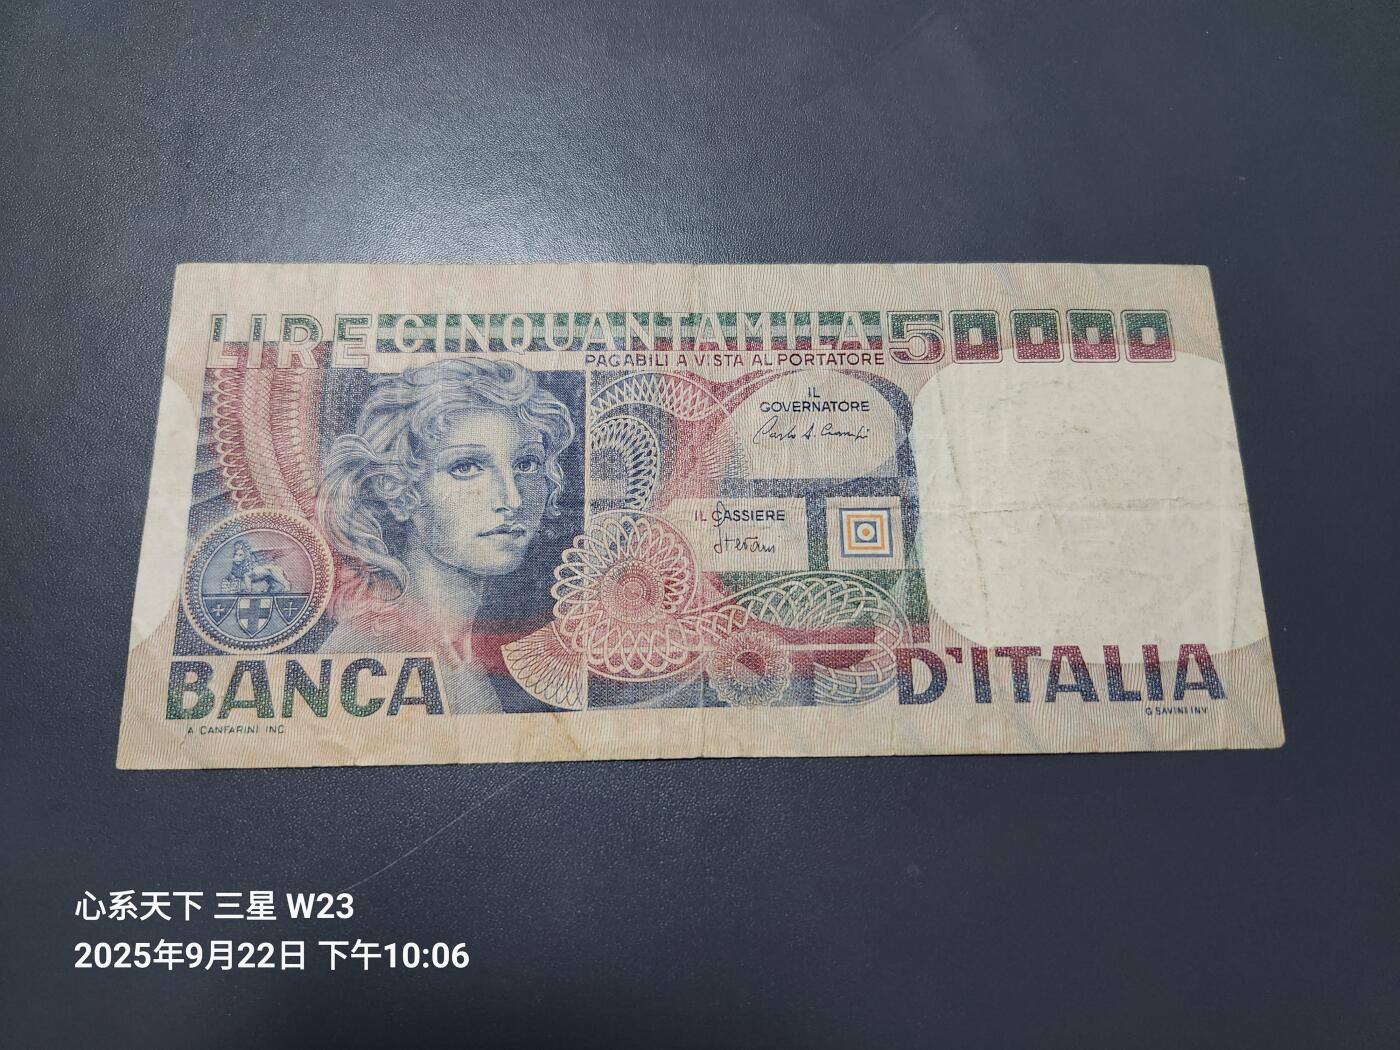 LIRE CINQUANTAMILA 50000
PAGABILI A VISTA AL PORTATORE
IL
GOVERNATORE
IL CASSIERE
BANCA D'ITALIA
A. CANFARINI INC.
G. SAVINI INV.
心系天下 三星 W23
2025年9月22日 下午10:06